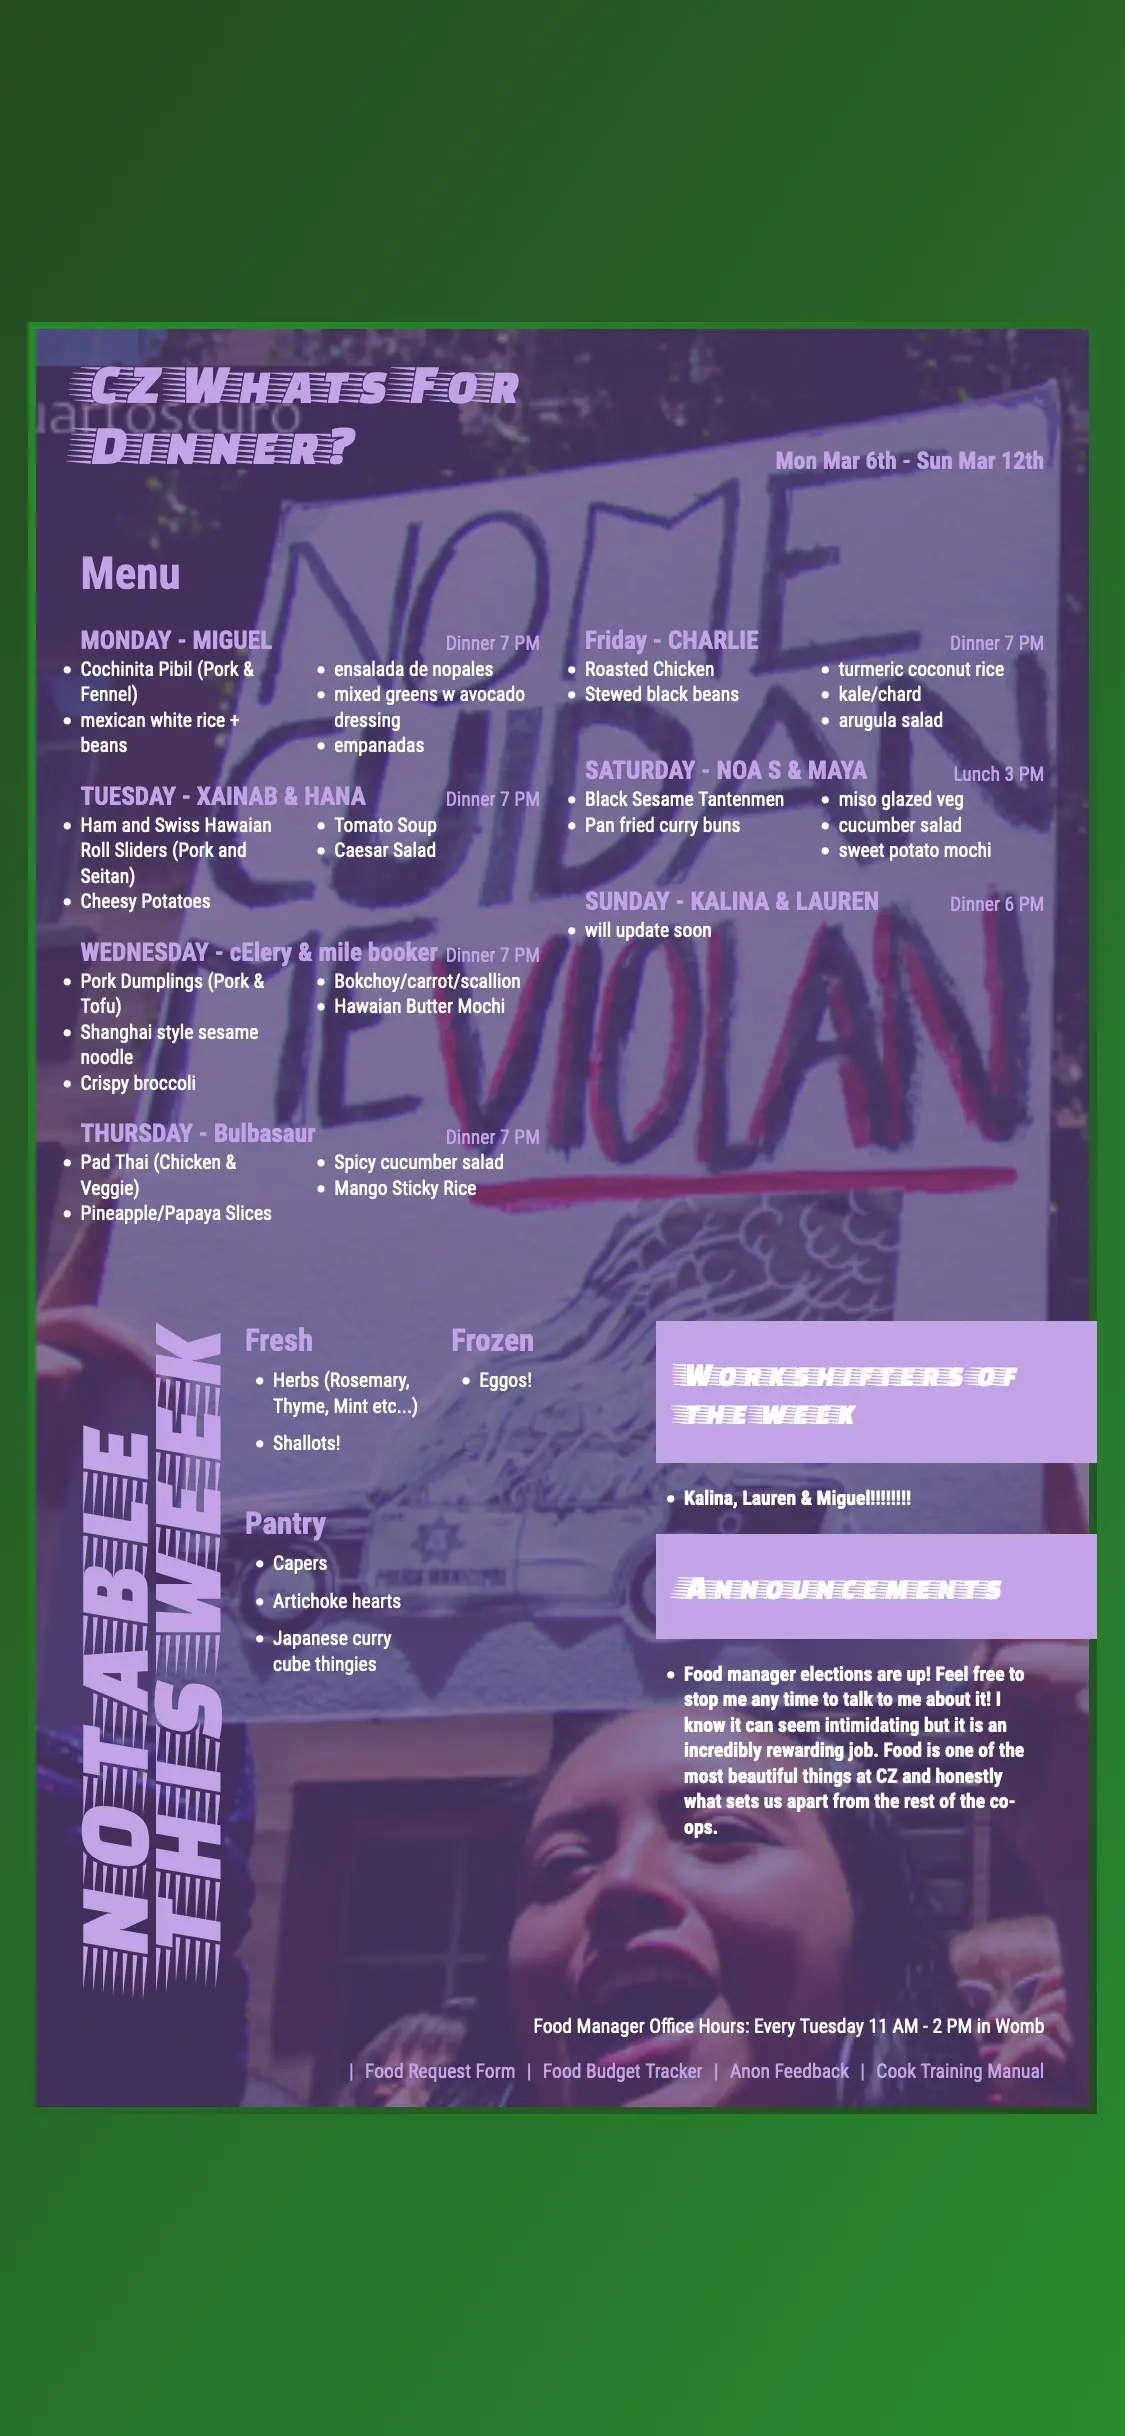 CZ Whats For
Dinner?
uartoscuro
Mon Mar 6th - Sun Mar 12th
Menu
MONDAY - MIGUEL Dinner 7 PM
Cochinita Pibil (Pork &
Fennel)
mexican white rice +
beans
ensalada de nopales
mixed greens w avocado
dressing
empanadas
TUESDAY - XAINAB & HANA Dinner 7 PM
Ham and Swiss Hawaian
Roll Sliders (Pork and
Seitan)
Cheesy Potatoes
Tomato Soup
Caesar Salad
WEDNESDAY - cElery & mile booker Dinner 7 PM
Pork Dumplings (Pork &
Tofu)
Shanghai style sesame
noodle
Crispy broccoli
Bokchoy/carrot/scallion
Hawaian Butter Mochi
THURSDAY - Bulbasaur Dinner 7 PM
Pad Thai (Chicken &
Veggie)
Pineapple/Papaya Slices
Spicy cucumber salad
Mango Sticky Rice
Friday - CHARLIE Dinner 7 PM
Roasted Chicken
Stewed black beans
turmeric coconut rice
kale/chard
arugula salad
SATURDAY - NOA S & MAYA Lunch 3 PM
Black Sesame Tantenmen
Pan fried curry buns
miso glazed veg
cucumber salad
sweet potato mochi
SUNDAY - KALINA & LAUREN Dinner 6 PM
will update soon
NO ME
CUIDAN
ME VIOLAN
POLICIA MUNICIPAL
NOTABLE
THIS WEEK
Fresh
Herbs (Rosemary,
Thyme, Mint etc...)
Shallots!
Frozen
Eggos!
Pantry
Capers
Artichoke hearts
Japanese curry
cube thingies
Workshifters of
the week
Kalina, Lauren & Miguel!!!!!!!!
Announcements
Food manager elections are up! Feel free to
stop me any time to talk to me about it! I
know it can seem intimidating but it is an
incredibly rewarding job. Food is one of the
most beautiful things at CZ and honestly
what sets us apart from the rest of the co-
ops.
Food Manager Office Hours: Every Tuesday 11 AM - 2 PM in Womb
| Food Request Form | Food Budget Tracker | Anon Feedback | Cook Training Manual